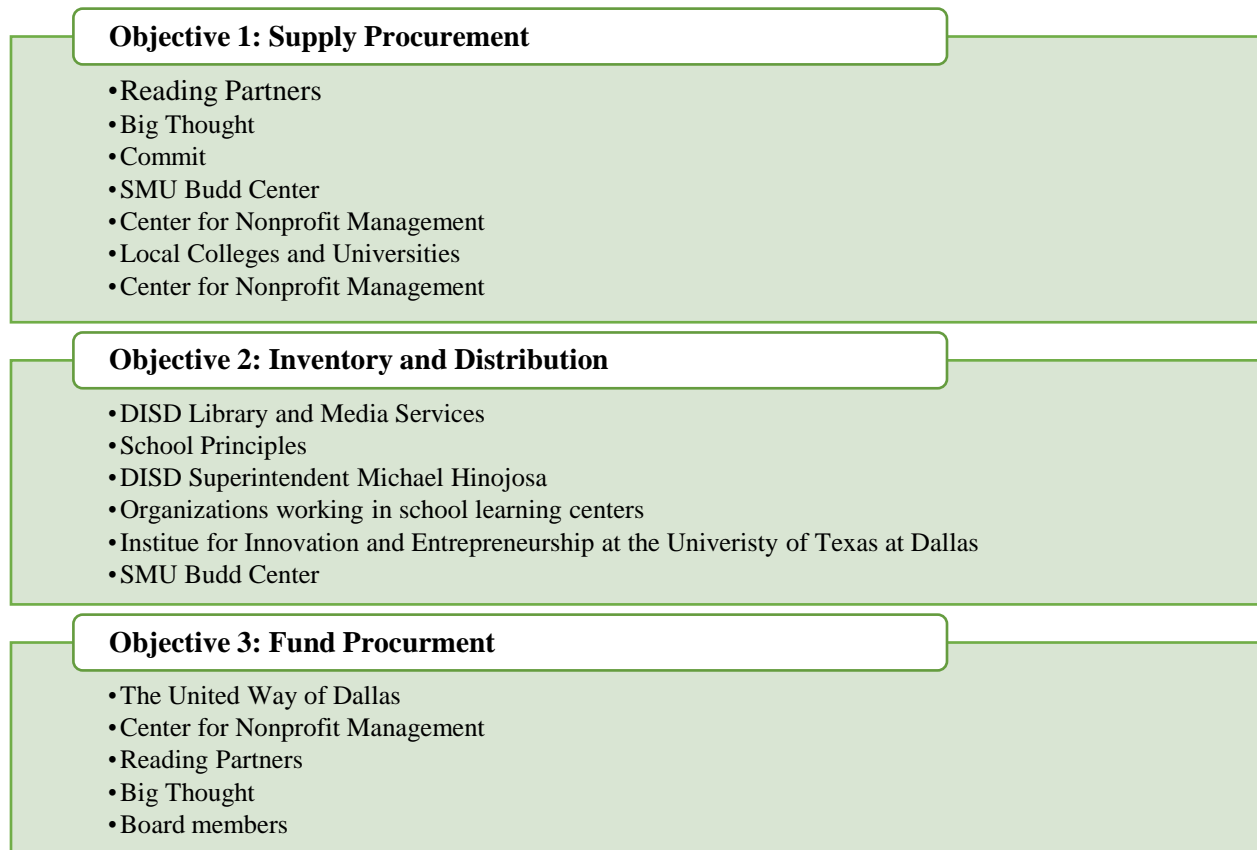 Objective 1: Supply Procurement
•Reading Partners
•Big Thought
•Commit
•SMU Budd Center
•Center for Nonprofit Management
•Local Colleges and Universities
•Center for Nonprofit Management
Objective 2: Inventory and Distribution
•DISD Library and Media Services
•School Principles
•DISD Superintendent Michael Hinojosa
•Organizations working in school learning centers
•Institue for Innovation and Entrepreneurship at the Univeristy of Texas at Dallas
•SMU Budd Center
Objective 3: Fund Procurment
•The United Way of Dallas
•Center for Nonprofit Management
•Reading Partners
•Big Thought
•Board members